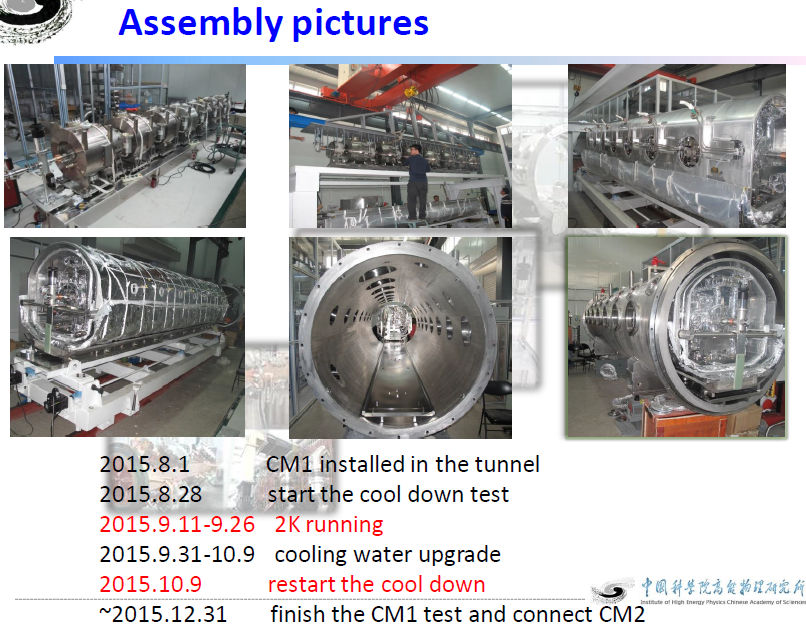 Assembly pictures
2015.8.1 CM1 installed in the tunnel
2015.8.28 start the cool down test
2015.9.11-9.26 2K running
2015.9.31-10.9 cooling water upgrade
2015.10.9 restart the cool down
~2015.12.31 finish the CM1 test and connect CM2
中国科学院高能物理研究所
Institute of High Energy Physics Chinese Academy of Sciences